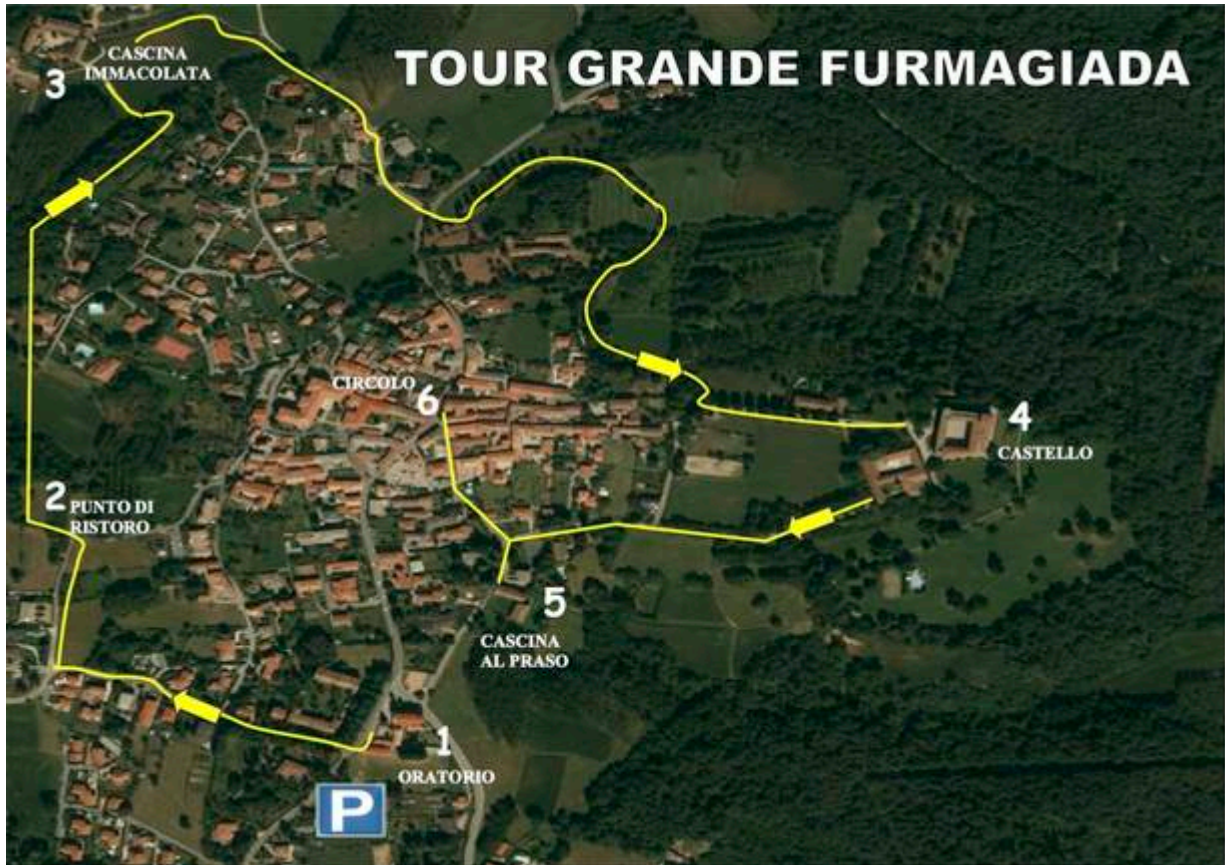 TOUR GRANDE FURMAGIADA
CASCINA
IMMACOLATA
3
CIRCOLO
6
4
CASTELLO
2
PUNTO DI
RISTORO
5
CASCINA
AL PRASO
1
ORATORIO
P